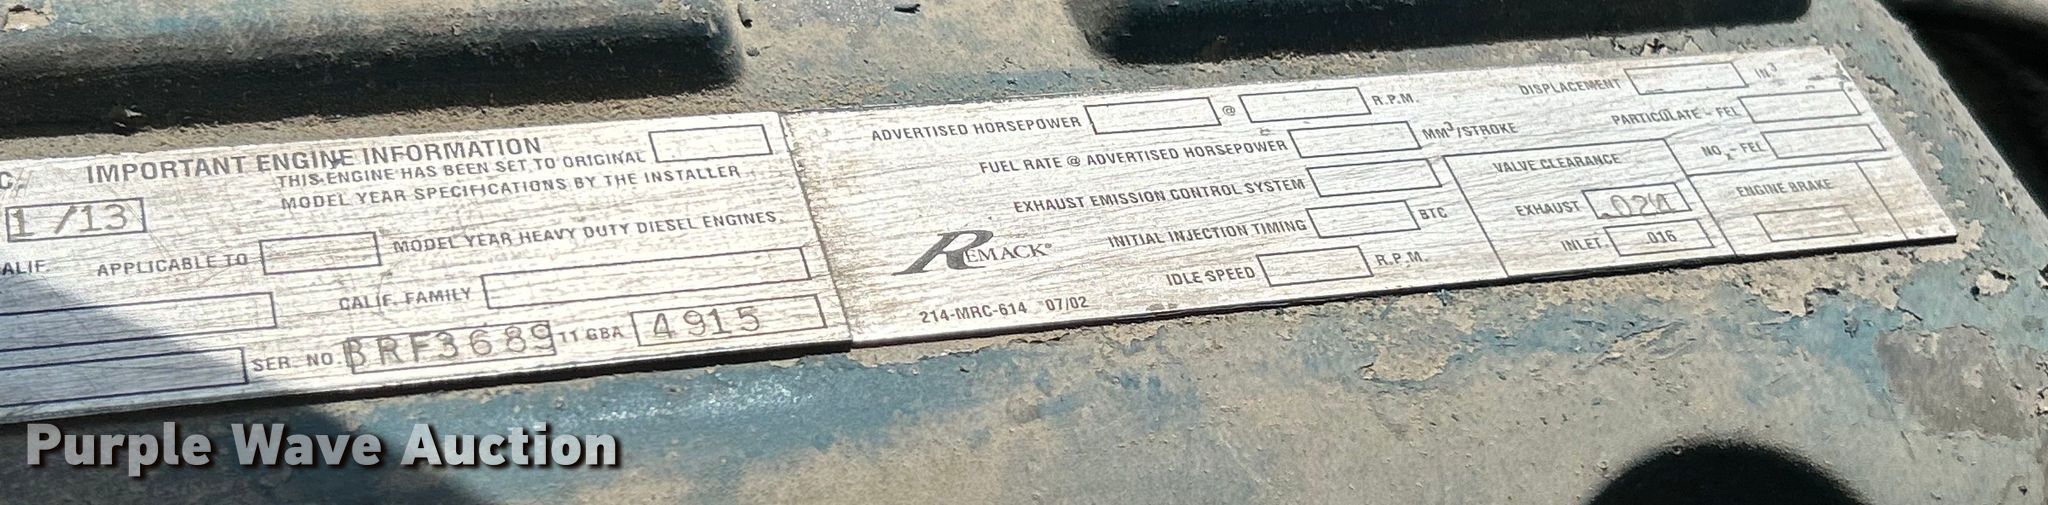 C. IMPORTANT ENGINE INFORMATION
1/13
THIS ENGINE HAS BEEN SET TO ORIGINAL
MODEL YEAR SPECIFICATIONS BY THE INSTALLER
ALIF. APPLICABLE TO MODEL YEAR HEAVY DUTY DIESEL ENGINES.
CALIF. FAMILY
SER. NO. BRF3689 11 GBA 4915
ADVERTISED HORSEPOWER @ R.P.M. DISPLACEMENT IN.³
FUEL RATE @ ADVERTISED HORSEPOWER MM³/STROKE PARTICULATE - FEL
EXHAUST EMISSION CONTROL SYSTEM VALVE CLEARANCE NOx - FEL
INITIAL INJECTION TIMING BTC EXHAUST ENGINE BRAKE
REMACK® IDLE SPEED R.P.M. INLET .016
214-MRC-614 07/02
Purple Wave Auction